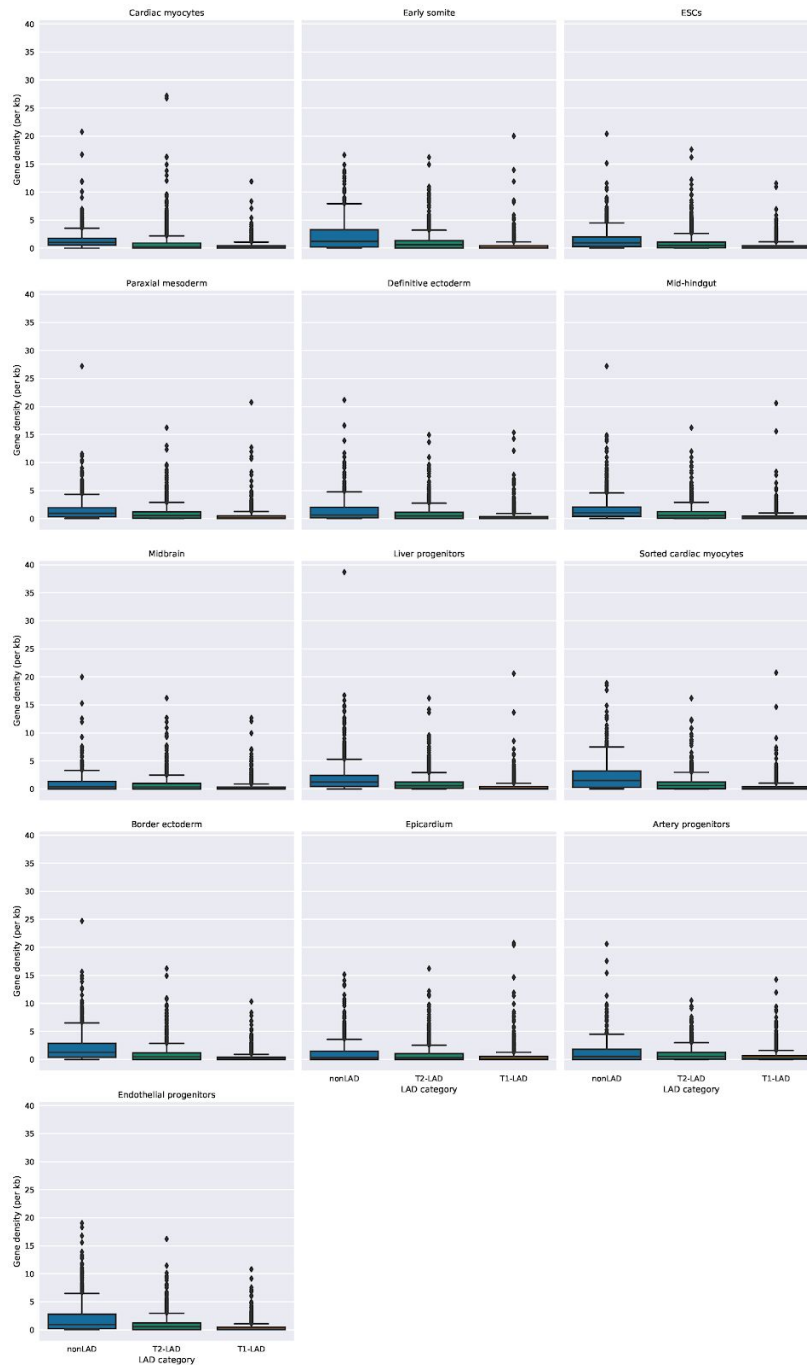 Cardiac myocytes
Early somite
ESCs
40
35
30
25
20
15
10
5
0
Gene density (per kb)
Paraxial mesoderm
Definitive ectoderm
Mid-hindgut
40
35
30
25
20
15
10
5
0
Gene density (per kb)
Midbrain
Liver progenitors
Sorted cardiac myocytes
40
35
30
25
20
15
10
5
0
Gene density (per kb)
Border ectoderm
Epicardium
Artery progenitors
40
35
30
25
20
15
10
5
0
Gene density (per kb)
nonLAD T2-LAD T1-LAD
LAD category
nonLAD T2-LAD T1-LAD
LAD category
Endothelial progenitors
40
35
30
25
20
15
10
5
0
Gene density (per kb)
nonLAD T2-LAD T1-LAD
LAD category